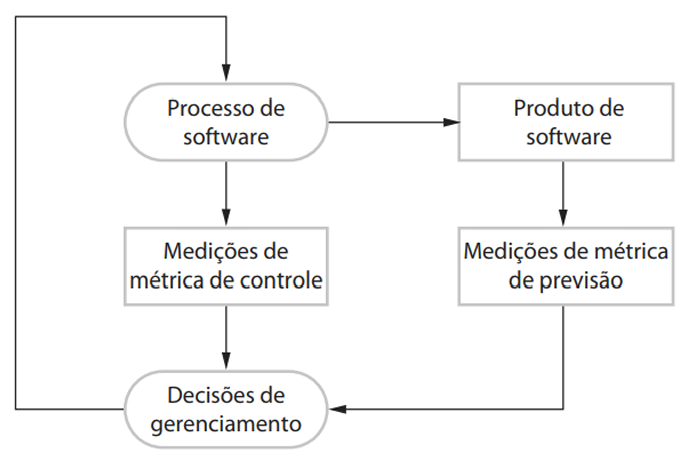 Processo de
software
Produto de
software
Medições de
métrica de controle
Medições de métrica
de previsão
Decisões de
gerenciamento